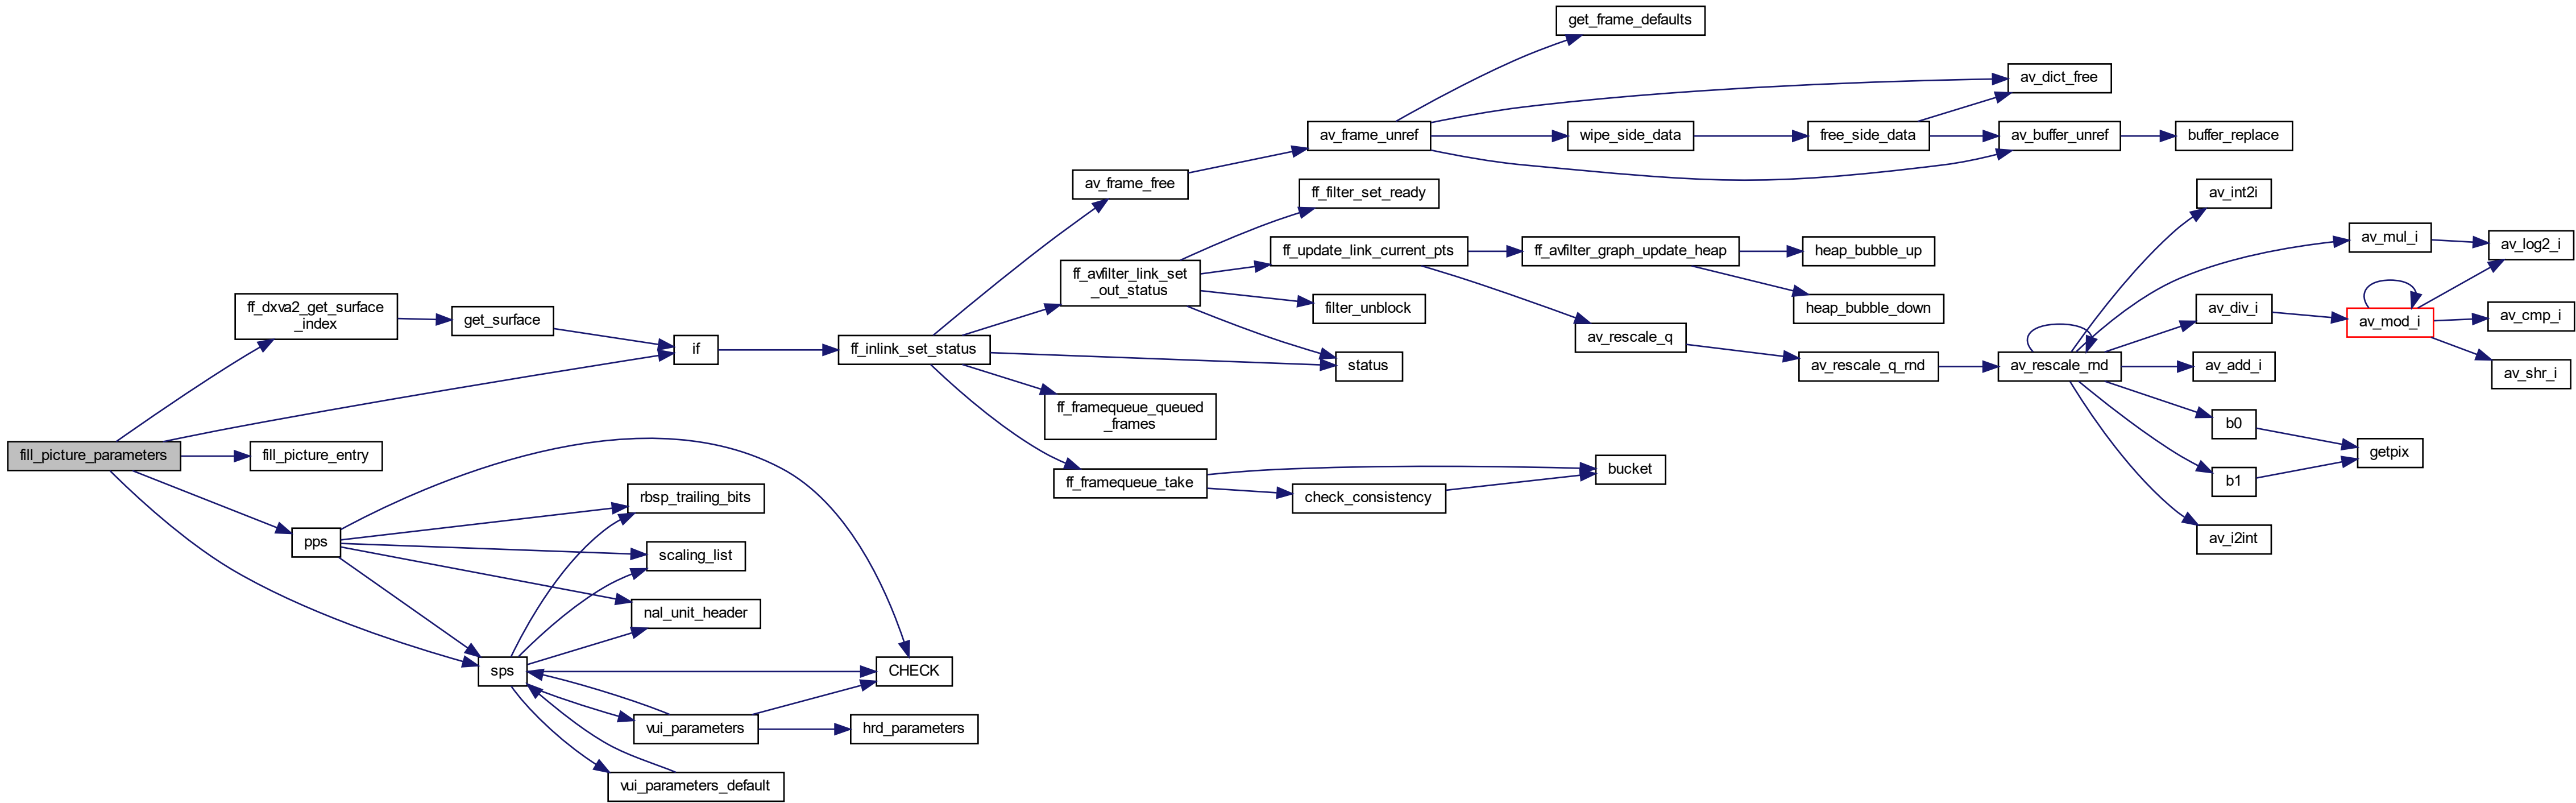 get_frame_defaults
av_dict_free
av_frame_unref
wipe_side_data
free_side_data
av_buffer_unref
buffer_replace
av_frame_free
ff_filter_set_ready
av_int2i
ff_avfilter_link_set
_out_status
ff_update_link_current_pts
ff_avfilter_graph_update_heap
heap_bubble_up
av_mul_i
av_log2_i
ff_dxva2_get_surface
_index
get_surface
filter_unblock
heap_bubble_down
av_div_i
av_mod_i
av_cmp_i
if
ff_inlink_set_status
status
av_rescale_q
av_rescale_q_rnd
av_rescale_rnd
av_add_i
av_shr_i
ff_framequeue_queued
_frames
b0
getpix
fill_picture_parameters
fill_picture_entry
ff_framequeue_take
check_consistency
bucket
b1
rbsp_trailing_bits
pps
scaling_list
av_i2int
nal_unit_header
sps
CHECK
vui_parameters
hrd_parameters
vui_parameters_default